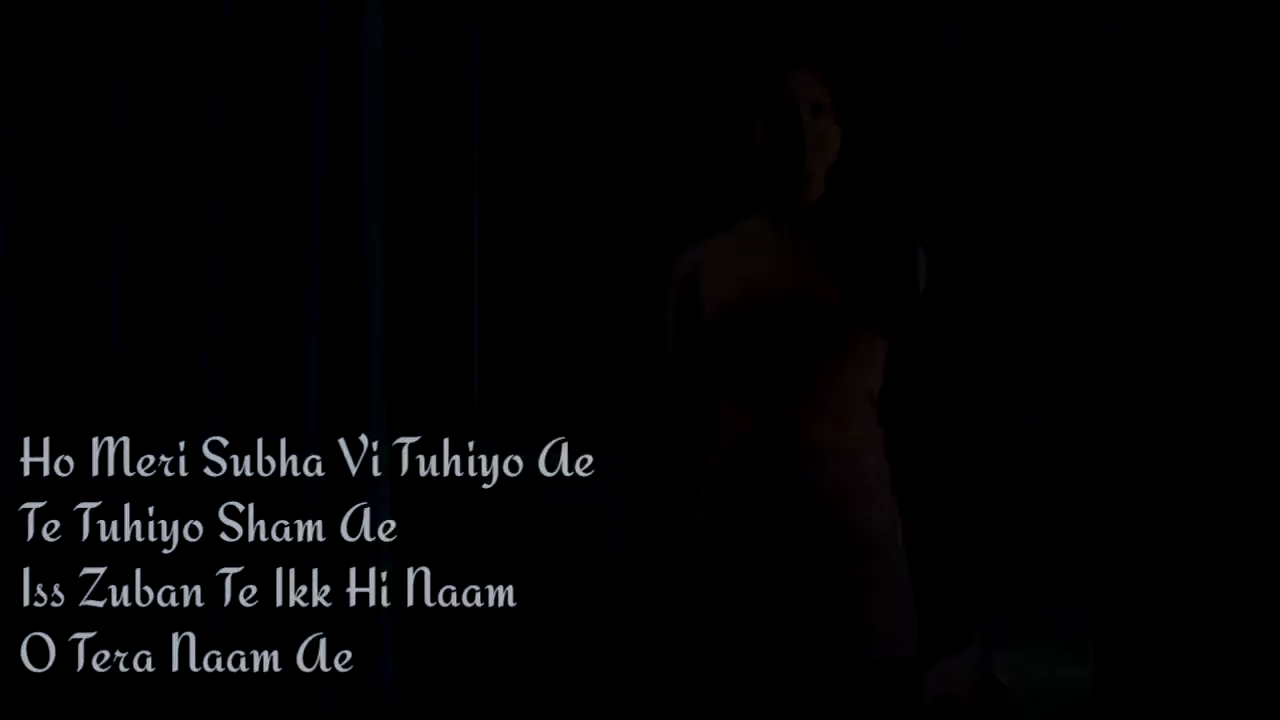 Ho Meri Subha Vi Tuhiyo Ae
Te Tuhiyo Sham Ae
Iss Zuban Te Ikk Hi Naam
O Tera Naam Ae